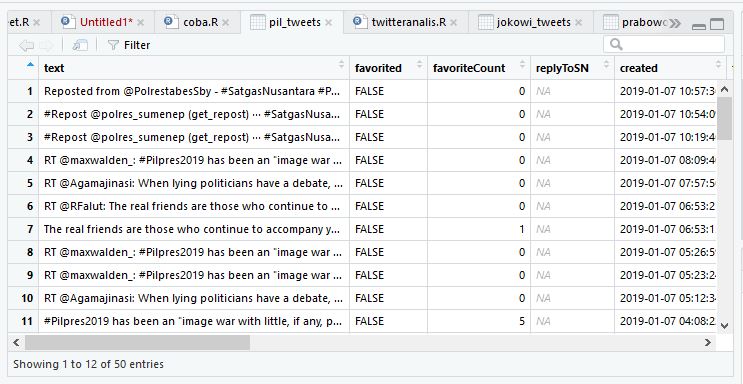 eet.R Untitled1* coba.R pil_tweets twitteranalis.R jokowi_tweets prabowo
Filter
text favorited favoriteCount replyToSN created
1 Reposted from @PolrestabesSby - #SatgasNusantara #P... FALSE 0 NA 2019-01-07 10:57:3
2 #Repost @polres_sumenep (get_repost) ··· #SatgasNusa... FALSE 0 NA 2019-01-07 10:54:0
3 #Repost @polres_sumenep (get_repost) ··· #SatgasNusa... FALSE 0 NA 2019-01-07 10:19:4
4 RT @maxwalden_: #Pilpres2019 has been an "image war ... FALSE 0 NA 2019-01-07 08:09:4
5 RT @Agamajinasi: When lying politicians have a debate, ... FALSE 0 NA 2019-01-07 07:57:5
6 RT @RFalut: The real friends are those who continue to ... FALSE 0 NA 2019-01-07 06:53:2
7 The real friends are those who continue to accompany y... FALSE 1 NA 2019-01-07 06:53:1
8 RT @maxwalden_: #Pilpres2019 has been an "image war ... FALSE 0 NA 2019-01-07 05:26:5
9 RT @maxwalden_: #Pilpres2019 has been an "image war ... FALSE 0 NA 2019-01-07 05:23:2
10 RT @Agamajinasi: When lying politicians have a debate, ... FALSE 0 NA 2019-01-07 05:12:3
11 #Pilpres2019 has been an "image war with little, if any, p... FALSE 5 NA 2019-01-07 04:08:2
Showing 1 to 12 of 50 entries